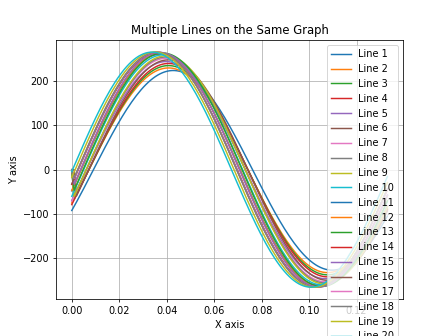 Multiple Lines on the Same Graph
Line 1
Line 2
Line 3
Line 4
Line 5
Line 6
Line 7
Line 8
Line 9
Line 10
Line 11
Line 12
Line 13
Line 14
Line 15
Line 16
Line 17
Line 18
Line 19
Line 20
200
100
0
−100
−200
Y axis
0.00
0.02
0.04
0.06
0.08
0.10
X axis